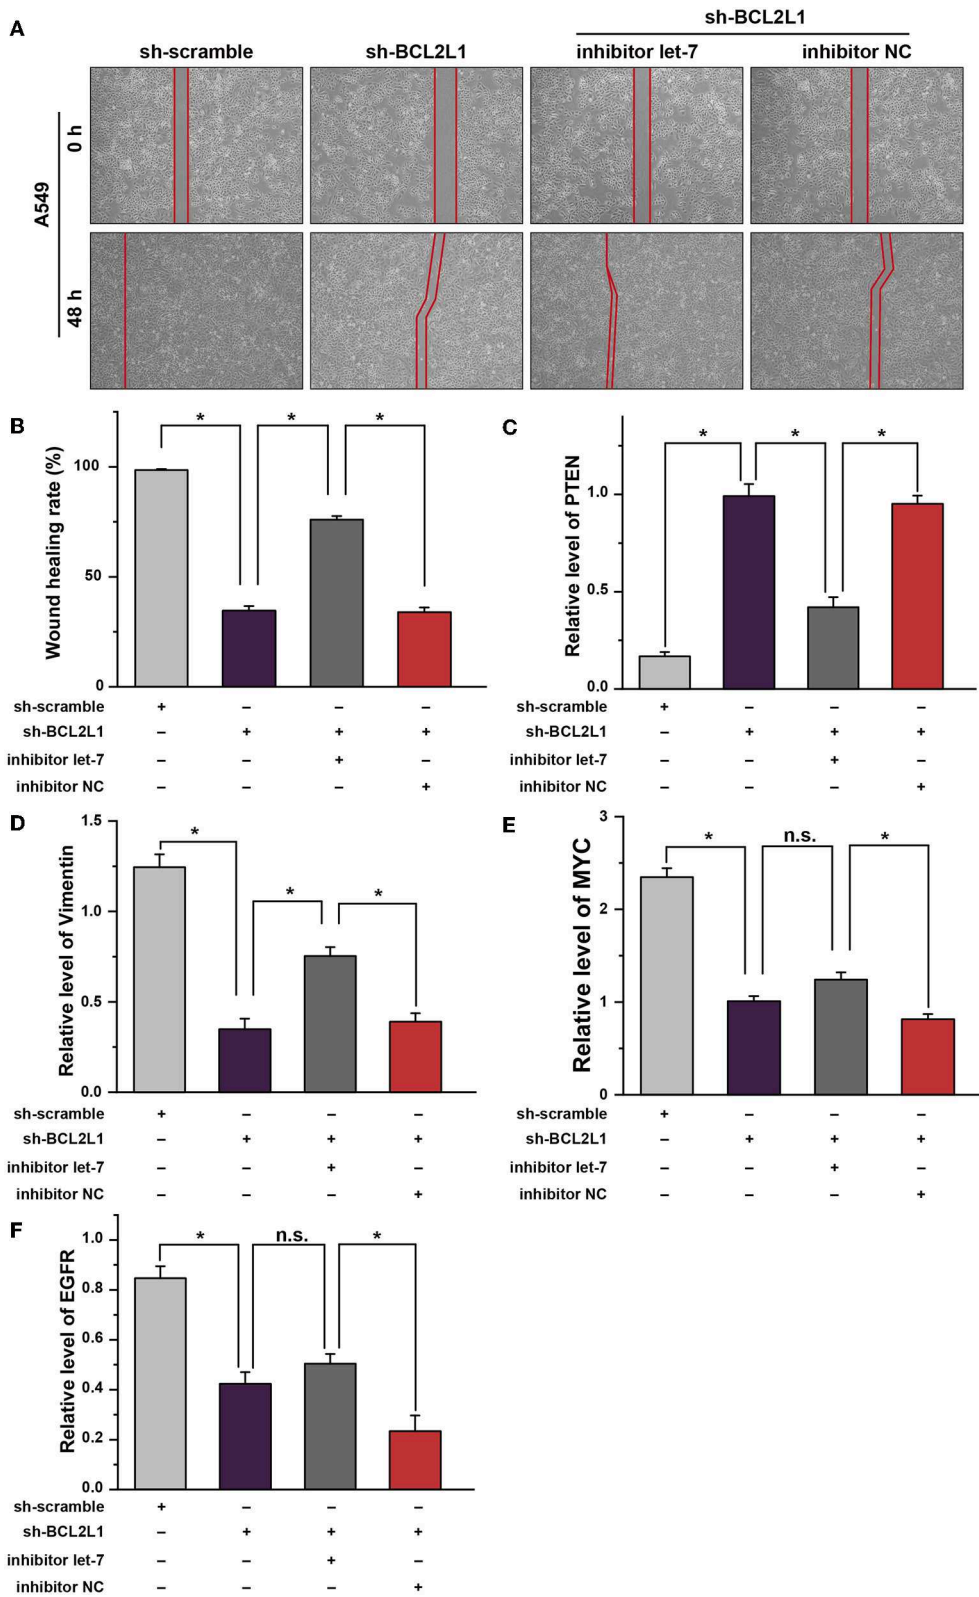 A
sh-BCL2L1
sh-scramble sh-BCL2L1 inhibitor let-7 inhibitor NC
A549
0 h
48 h
B
Wound healing rate (%)
100
50
0
* * *
sh-scramble + – – –
sh-BCL2L1 – + + +
inhibitor let-7 – – + –
inhibitor NC – – – +
C
Relative level of PTEN
1.0
0.5
0.0
* * *
sh-scramble + – – –
sh-BCL2L1 – + + +
inhibitor let-7 – – + –
inhibitor NC – – – +
D
Relative level of Vimentin
1.5
1.0
0.5
0.0
* * *
sh-scramble + – – –
sh-BCL2L1 – + + +
inhibitor let-7 – – + –
inhibitor NC – – – +
E
Relative level of MYC
3
2
1
0
* n.s. *
sh-scramble + – – –
sh-BCL2L1 – + + +
inhibitor let-7 – – + –
inhibitor NC – – – +
F
Relative level of EGFR
1.0
0.8
0.6
0.4
0.2
0.0
* n.s. *
sh-scramble + – – –
sh-BCL2L1 – + + +
inhibitor let-7 – – + –
inhibitor NC – – – +